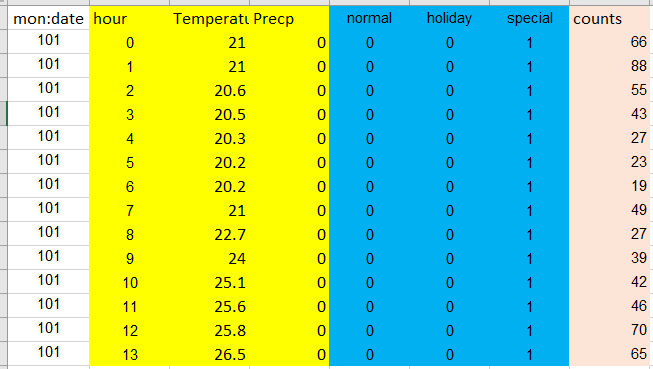 mon:date hour Temperatu Precp normal holiday special counts
101 0 21 0 0 0 1 66
101 1 21 0 0 0 1 88
101 2 20.6 0 0 0 1 55
101 3 20.5 0 0 0 1 43
101 4 20.3 0 0 0 1 27
101 5 20.2 0 0 0 1 23
101 6 20.2 0 0 0 1 19
101 7 21 0 0 0 1 49
101 8 22.7 0 0 0 1 27
101 9 24 0 0 0 1 39
101 10 25.1 0 0 0 1 42
101 11 25.6 0 0 0 1 46
101 12 25.8 0 0 0 1 70
101 13 26.5 0 0 0 1 65